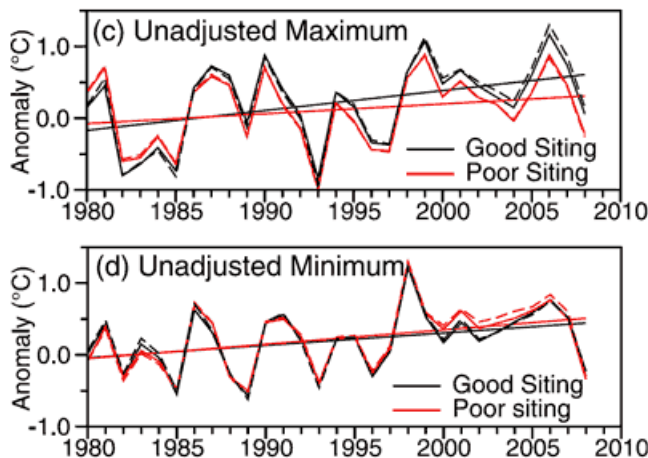 (c) Unadjusted Maximum
Anomaly (°C)
1.0
0.0
-1.0
Good Siting
Poor Siting
1980 1985 1990 1995 2000 2005 2010
(d) Unadjusted Minimum
Anomaly (°C)
1.0
0.0
-1.0
Good Siting
Poor siting
1980 1985 1990 1995 2000 2005 2010